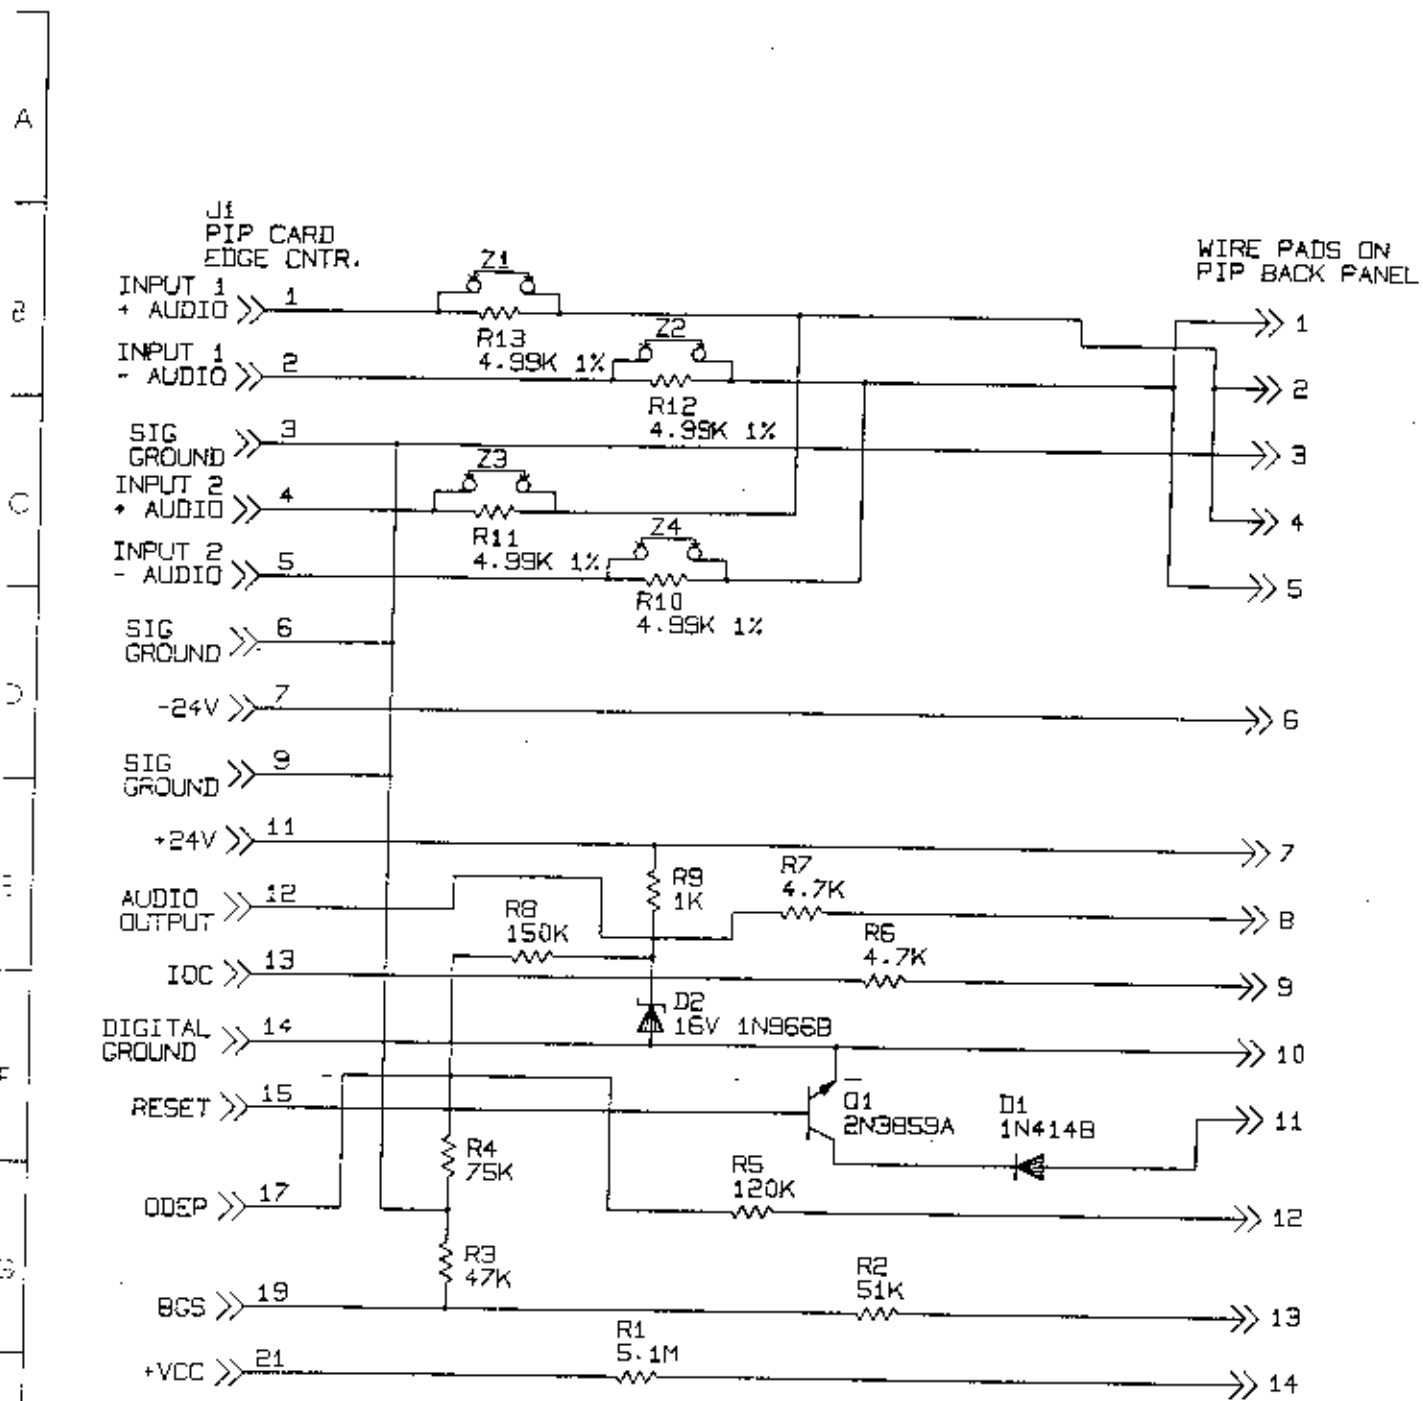 A
J1
PIP CARD
EDGE CNTR.
WIRE PADS ON
PIP BACK PANEL
INPUT 1
+ AUDIO
1
Z1
R13
4.99K 1%
1
INPUT 1
- AUDIO
2
Z2
R12
4.99K 1%
2
SIG
GROUND
3
3
C
INPUT 2
+ AUDIO
4
Z3
R11
4.99K 1%
4
INPUT 2
- AUDIO
5
Z4
R10
4.99K 1%
5
SIG
GROUND
6
-24V
7
6
SIG
GROUND
9
+24V
11
7
R9
1K
R7
4.7K
AUDIO
OUTPUT
12
R8
150K
8
R6
4.7K
IOC
13
9
D2
16V 1N966B
DIGITAL
GROUND
14
10
RESET
15
Q1
2N3859A
D1
1N4148
11
R4
75K
R5
120K
ODEP
17
12
R3
47K
R2
51K
BGS
19
13
R1
5.1M
+VCC
21
14